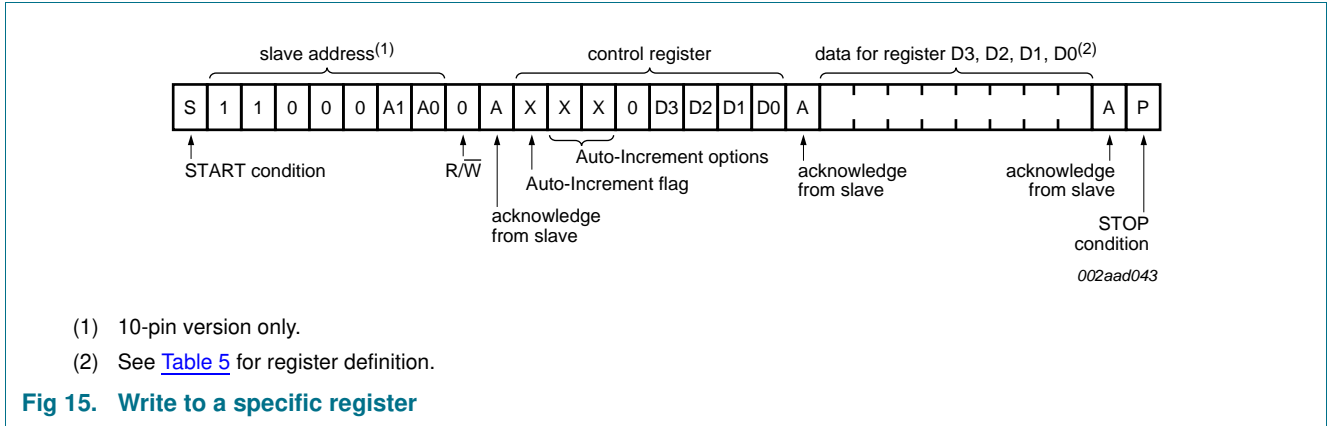 slave address(1) control register data for register D3, D2, D1, D0(2)
S 1 1 0 0 0 A1 A0 0 A X X X 0 D3 D2 D1 D0 A A P
START condition R/W Auto-Increment options
Auto-Increment flag
acknowledge
from slave
acknowledge
from slave
acknowledge
from slave
STOP
condition
002aad043
(1) 10-pin version only.
(2) See Table 5 for register definition.
Fig 15. Write to a specific register